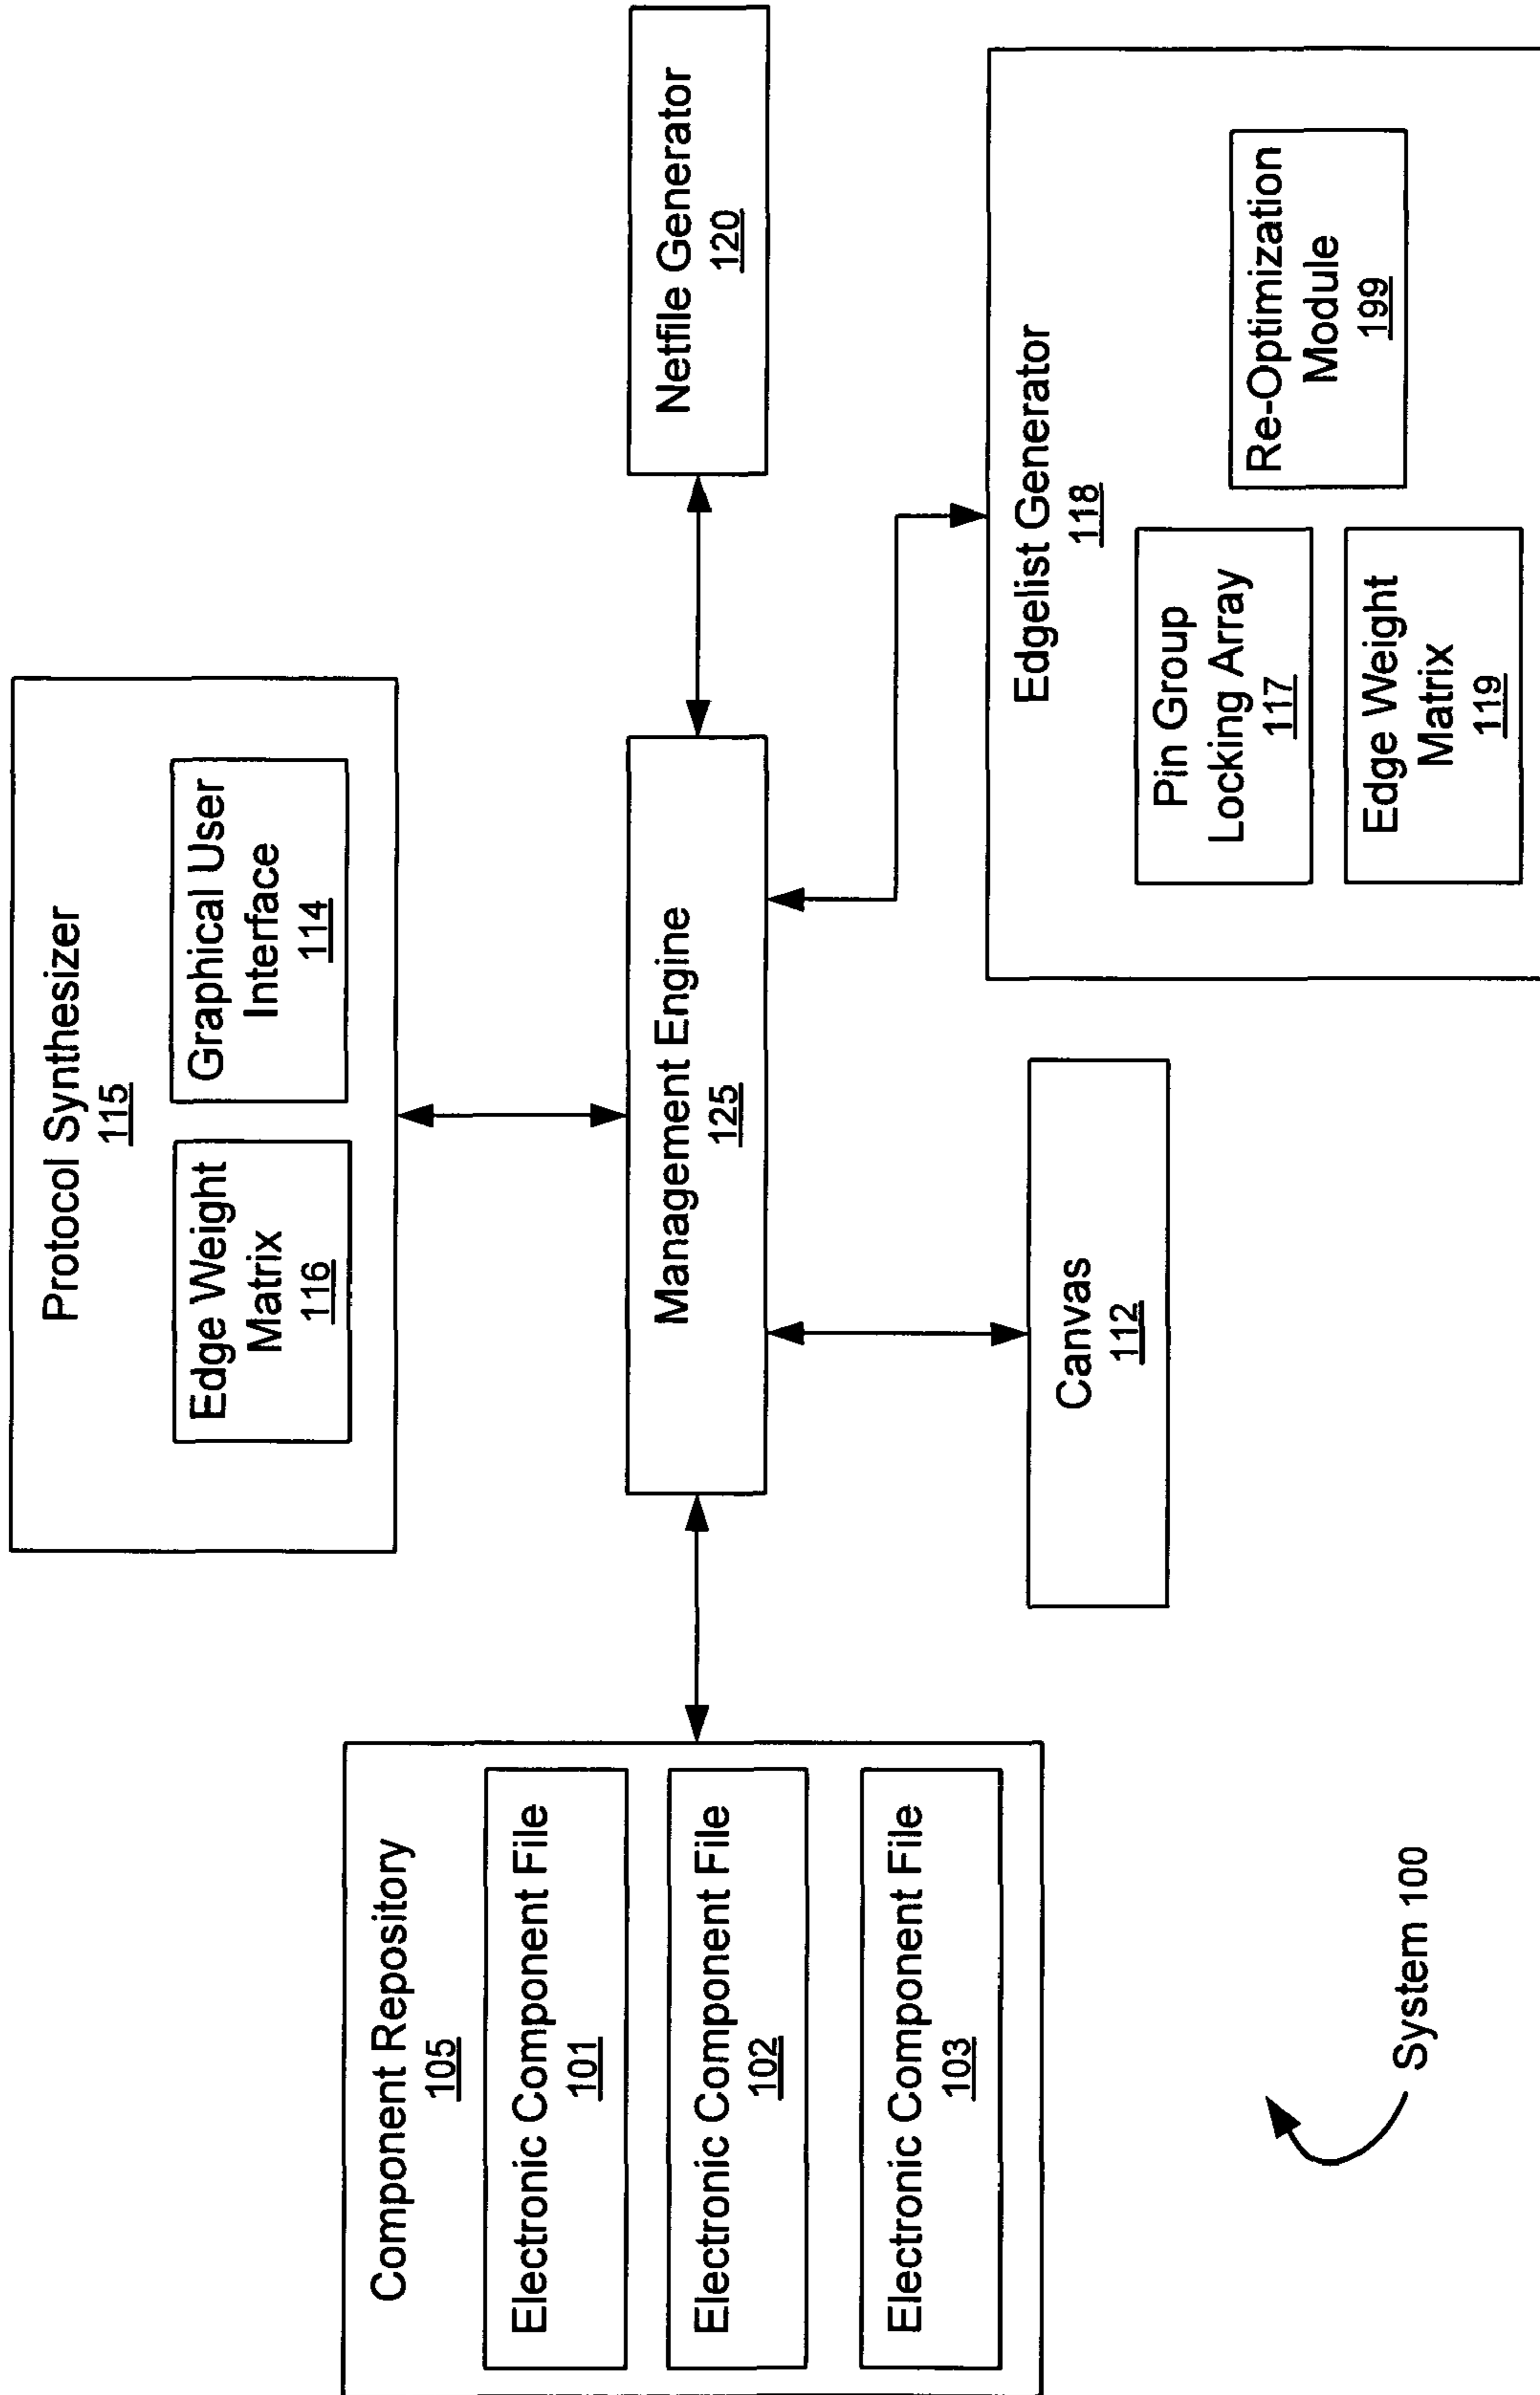 Component Repository
105
Electronic Component File
101
Electronic Component File
102
Electronic Component File
103
Protocol Synthesizer
115
Edge Weight
Matrix
116
Graphical User
Interface
114
Management Engine
125
Canvas
112
Netfile Generator
120
Edgelist Generator
118
Pin Group
Locking Array
117
Edge Weight
Matrix
119
Re-Optimization
Module
199
System 100